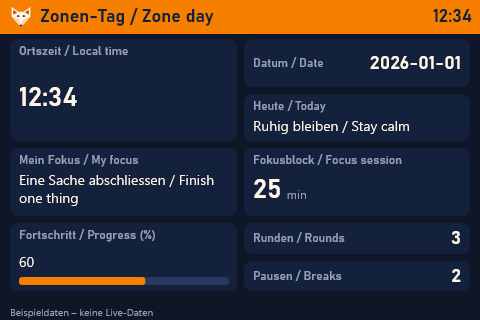 Zonen-Tag / Zone day
12:34
Ortszeit / Local time
12:34
Datum / Date
2026-01-01
Heute / Today
Ruhig bleiben / Stay calm
Mein Fokus / My focus
Eine Sache abschliessen / Finish
one thing
Fokusblock / Focus session
25 min
Fortschritt / Progress (%)
60
Runden / Rounds
3
Pausen / Breaks
2
Beispieldaten – keine Live-Daten